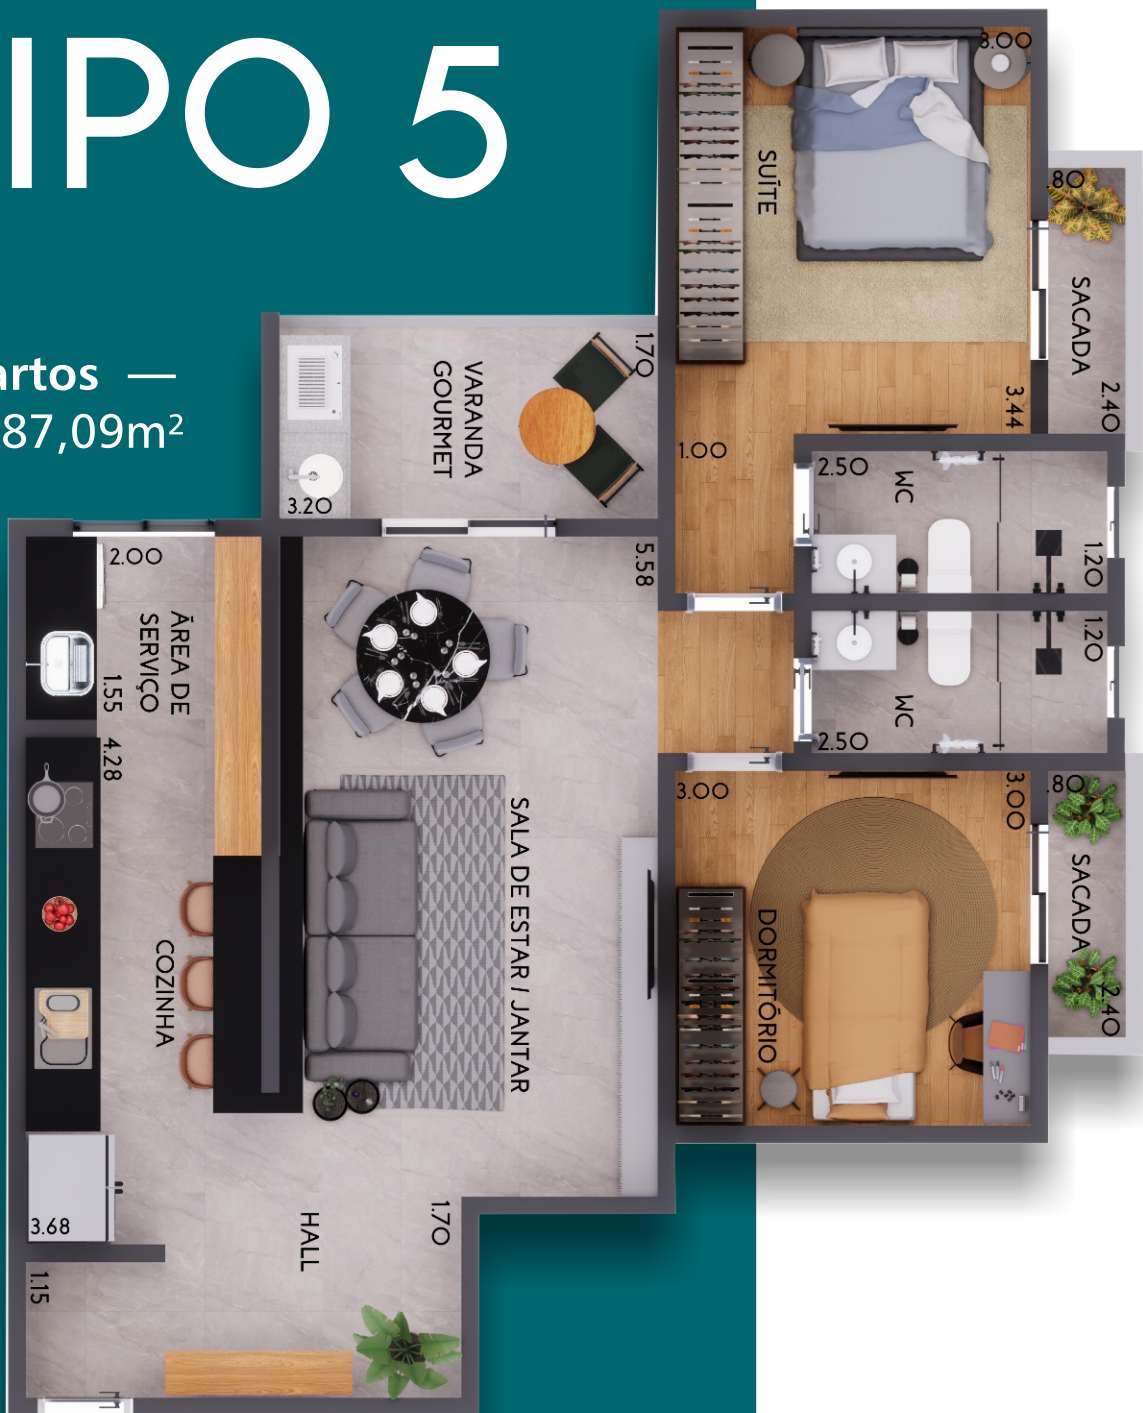 IPO 5
artos —
87,09m²
3.00
SUÍTE
.80
SACADA
2.40
3.44
1.00
1.70
VARANDA
GOURMET
3.20
2.50
WC
1.20
2.00
5.58
ÁREA DE
SERVIÇO
1.55
4.28
1.20
WC
2.50
3.00
3.00
.80
SACADA
2.40
SALA DE ESTAR / JANTAR
DORMITÓRIO
COZINHA
3.68
HALL
1.70
1.15